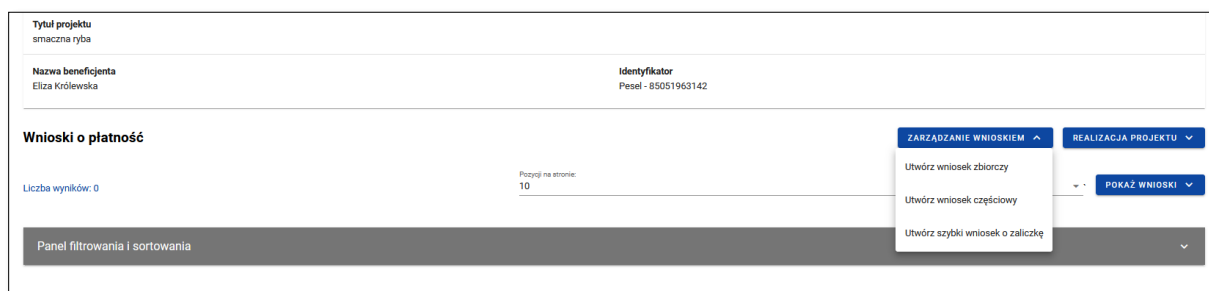 Tytuł projektu
smaczna ryba
Nazwa beneficjenta
Identyfikator
Eliza Królewska
Pesel - 85051963142
Wnioski o płatność
ZARZĄDZANIE WNIOSKIEM
REALIZACJA PROJEKTU
Utwórz wniosek zbiorczy
Utwórz wniosek częściowy
Utwórz szybki wniosek o zaliczkę
Liczba wyników: 0
Pozycji na stronie:
10
POKAŻ WNIOSKI
Panel filtrowania i sortowania